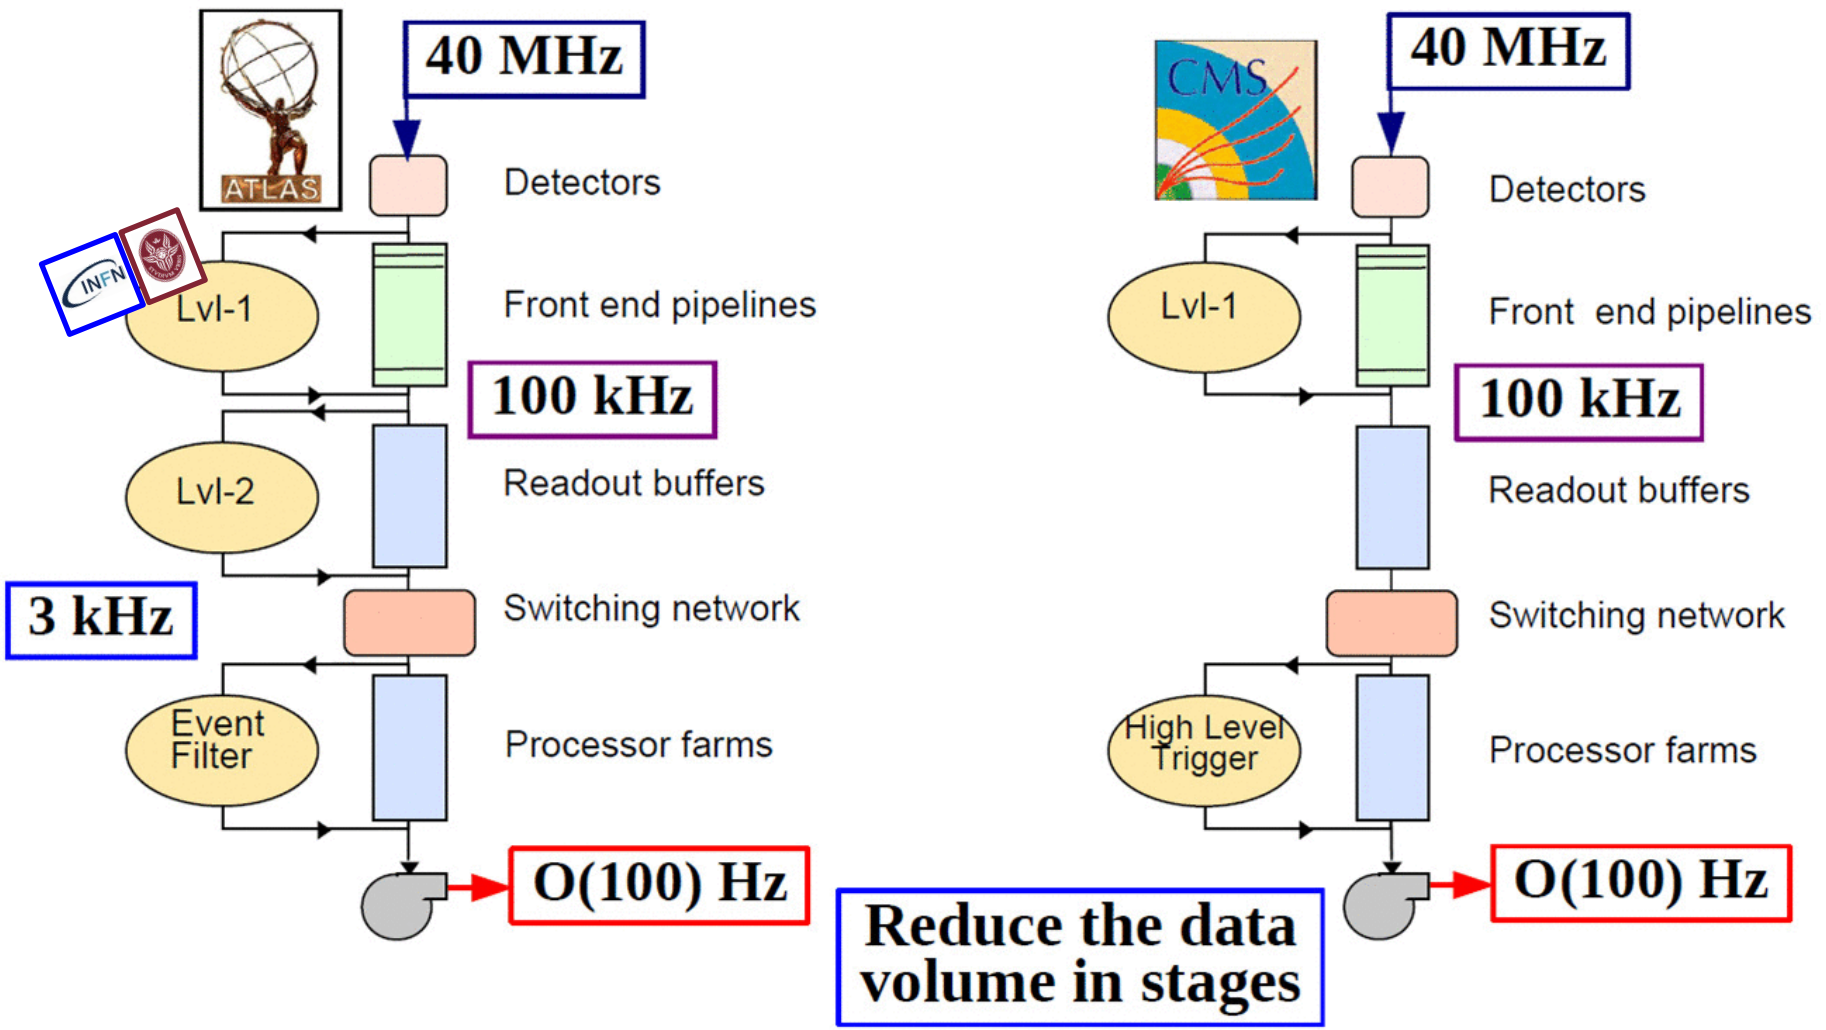 40 MHz
ATLAS
Detectors
INFN
Lvl-1
Front end pipelines
100 kHz
Lvl-2
Readout buffers
3 kHz
Switching network
Event
Filter
Processor farms
O(100) Hz
40 MHz
CMS
Detectors
Lvl-1
Front end pipelines
100 kHz
Readout buffers
Switching network
High Level
Trigger
Processor farms
O(100) Hz
Reduce the data
volume in stages